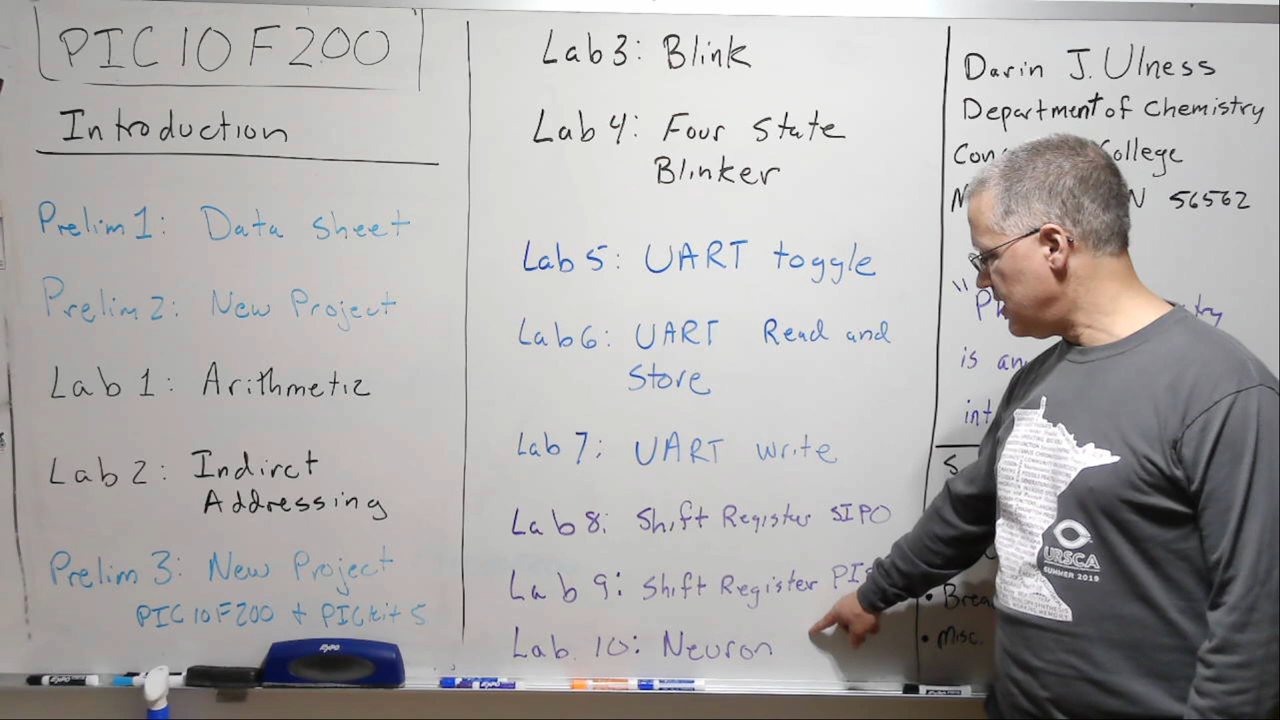 PIC10F200
Introduction
Prelim 1: Data Sheet
Prelim 2: New Project
Lab 1: Arithmetic
Lab 2: Indirct
Addressing
Prelim 3: New Project
PIC10F200 + PICkit 5
Lab 3: Blink
Lab 4: Four State
Blinker
Lab 5: UART toggle
Lab 6: UART Read and
Store
Lab 7: UART write
Lab 8: Shift Register SIPO
Lab 9: Shift Register
Lab 10: Neuron
Darin J. Ulness
Department of Chemistry
College
56562
is
• Misc.
EXPO
URSCA
SUMMER 2019